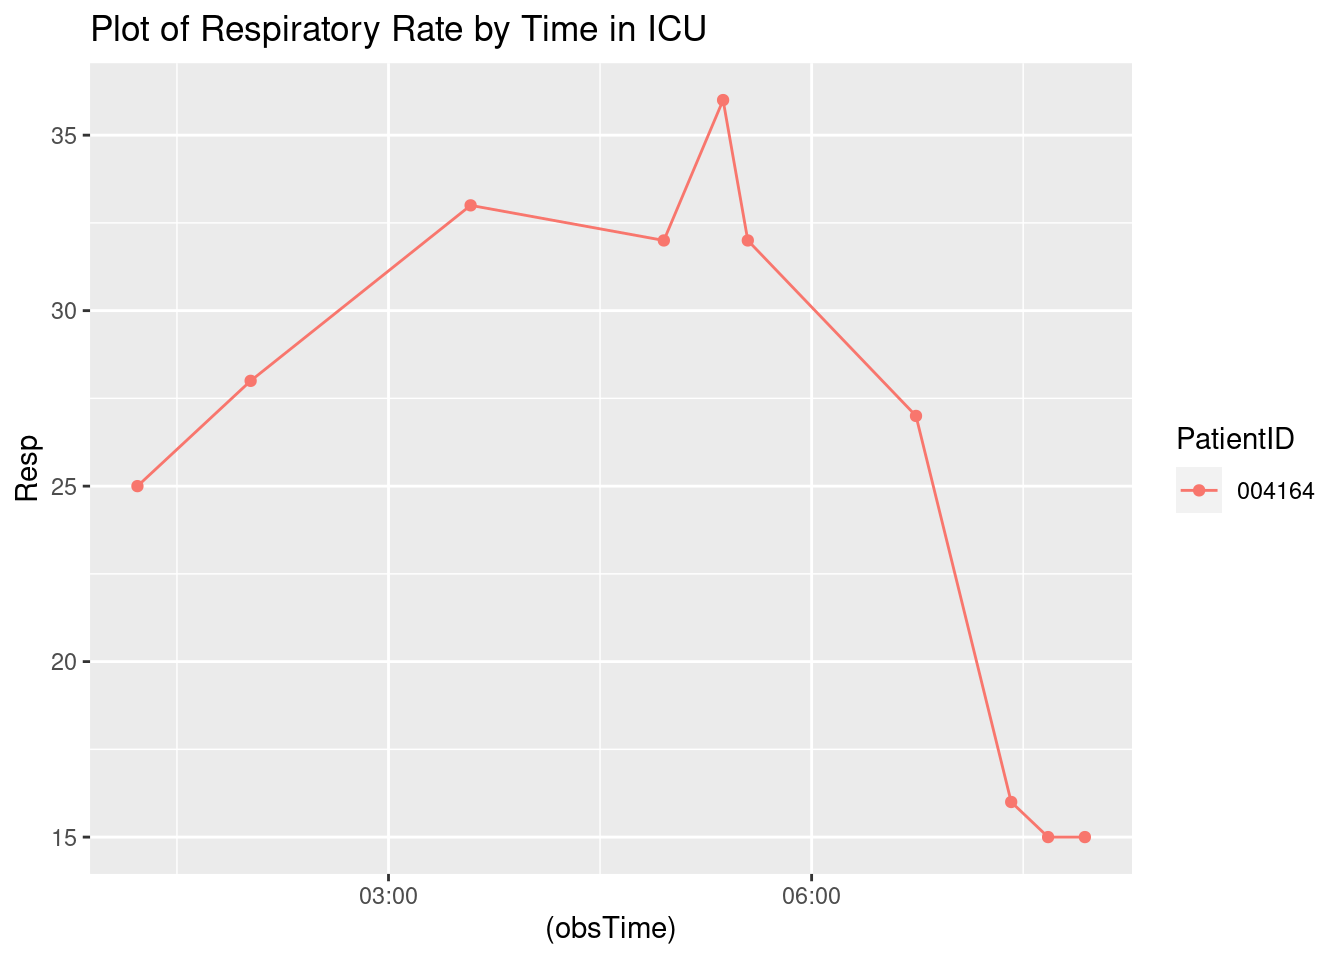 Plot of Respiratory Rate by Time in ICU
35
30
25
20
15
Resp
03:00
06:00
(obsTime)
PatientID
004164